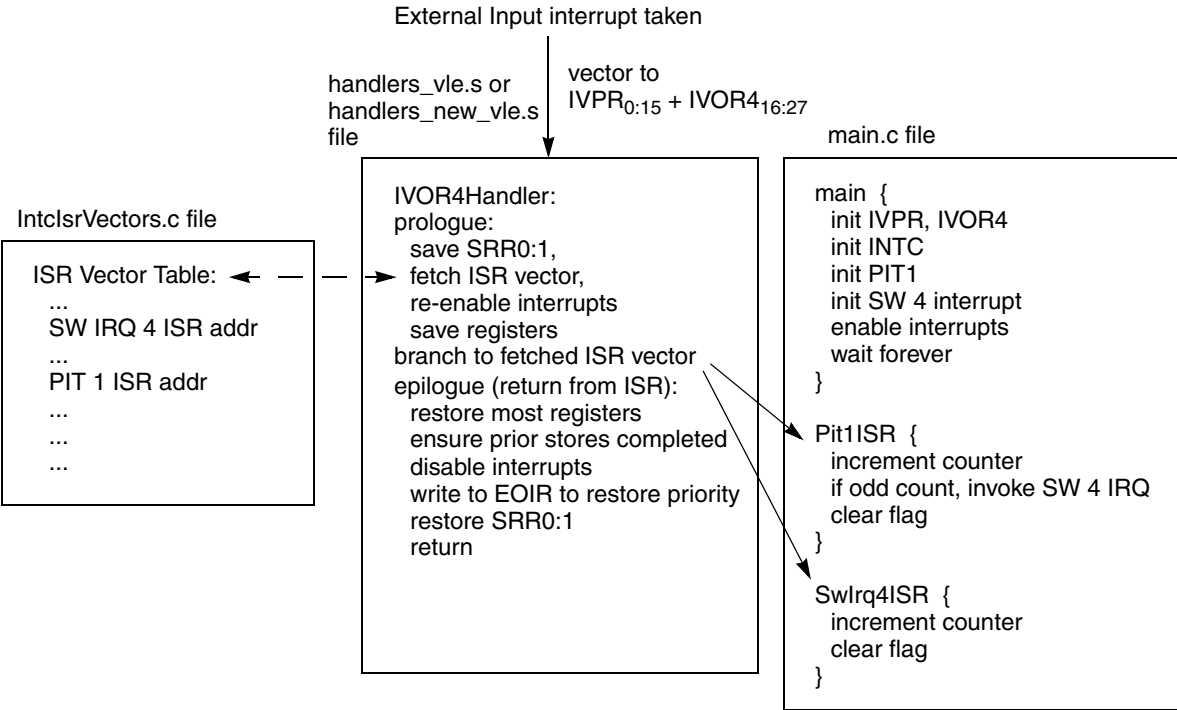 External Input interrupt taken
handlers_vle.s or
handlers_new_vle.s
file
vector to
IVPR0:15 + IVOR416:27
IntcIsrVectors.c file
ISR Vector Table:
...
SW IRQ 4 ISR addr
...
PIT 1 ISR addr
...
...
...
IVOR4Handler:
prologue:
save SRR0:1,
fetch ISR vector,
re-enable interrupts
save registers
branch to fetched ISR vector
epilogue (return from ISR):
restore most registers
ensure prior stores completed
disable interrupts
write to EOIR to restore priority
restore SRR0:1
return
main.c file
main {
init IVPR, IVOR4
init INTC
init PIT1
init SW 4 interrupt
enable interrupts
wait forever
}
Pit1ISR {
increment counter
if odd count, invoke SW 4 IRQ
clear flag
}
SwIrq4ISR {
increment counter
clear flag
}